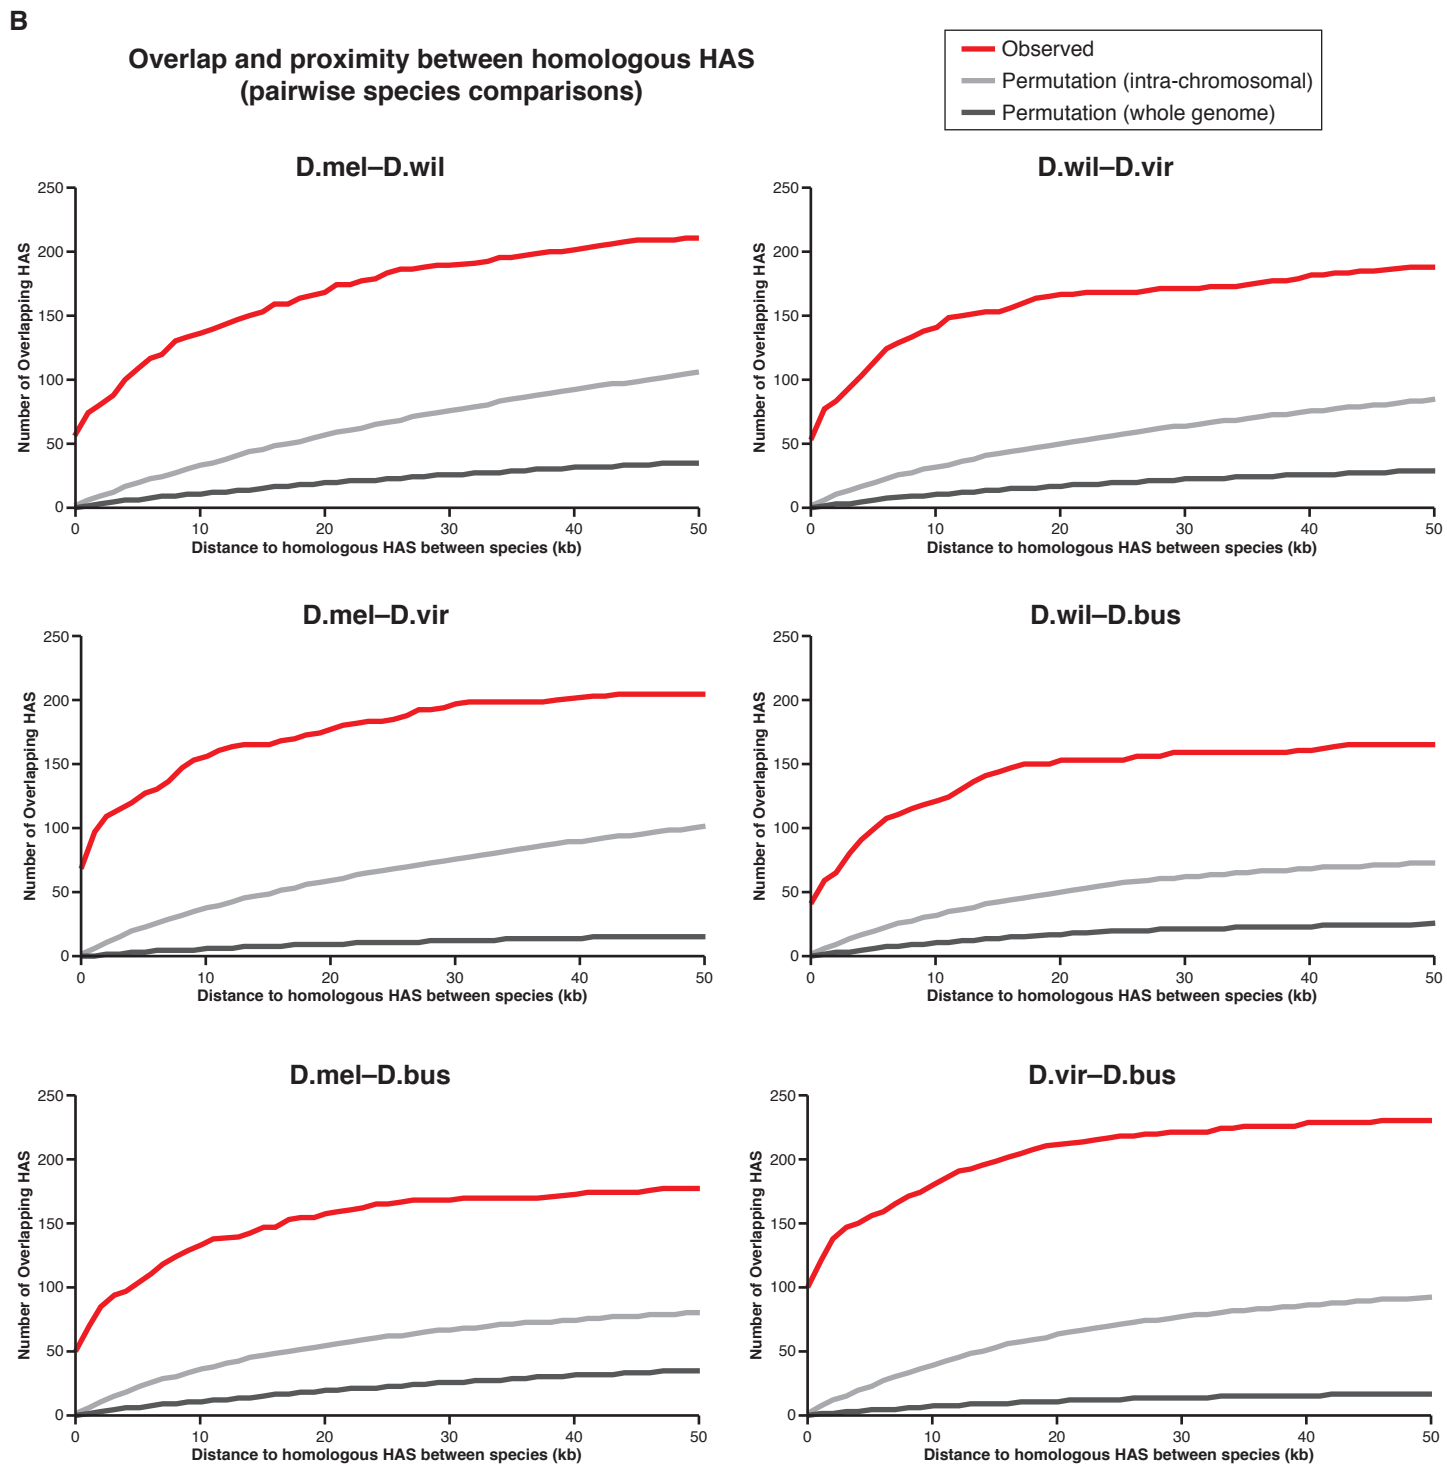 B
Overlap and proximity between homologous HAS
(pairwise species comparisons)
Observed
Permutation (intra-chromosomal)
Permutation (whole genome)
D.mel–D.wil
Number of Overlapping HAS
250
200
150
100
50
0
0 10 20 30 40 50
Distance to homologous HAS between species (kb)
D.wil–D.vir
Number of Overlapping HAS
250
200
150
100
50
0
0 10 20 30 40 50
Distance to homologous HAS between species (kb)
D.mel–D.vir
Number of Overlapping HAS
250
200
150
100
50
0
0 10 20 30 40 50
Distance to homologous HAS between species (kb)
D.wil–D.bus
Number of Overlapping HAS
250
200
150
100
50
0
0 10 20 30 40 50
Distance to homologous HAS between species (kb)
D.mel–D.bus
Number of Overlapping HAS
250
200
150
100
50
0
0 10 20 30 40 50
Distance to homologous HAS between species (kb)
D.vir–D.bus
Number of Overlapping HAS
250
200
150
100
50
0
0 10 20 30 40 50
Distance to homologous HAS between species (kb)